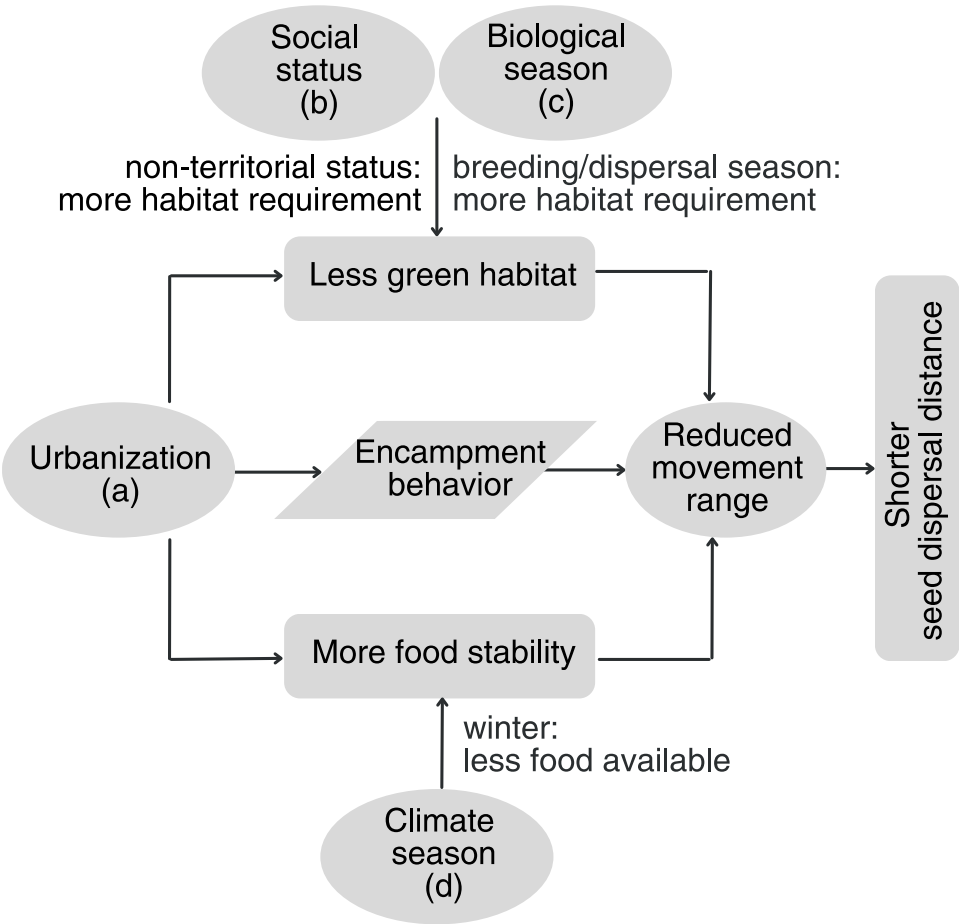 Social
status
(b)
Biological
season
(c)
non-territorial status:
more habitat requirement
breeding/dispersal season:
more habitat requirement
Less green habitat
Urbanization
(a)
Encampment
behavior
Reduced
movement
range
Shorter
seed dispersal distance
More food stability
winter:
less food available
Climate
season
(d)